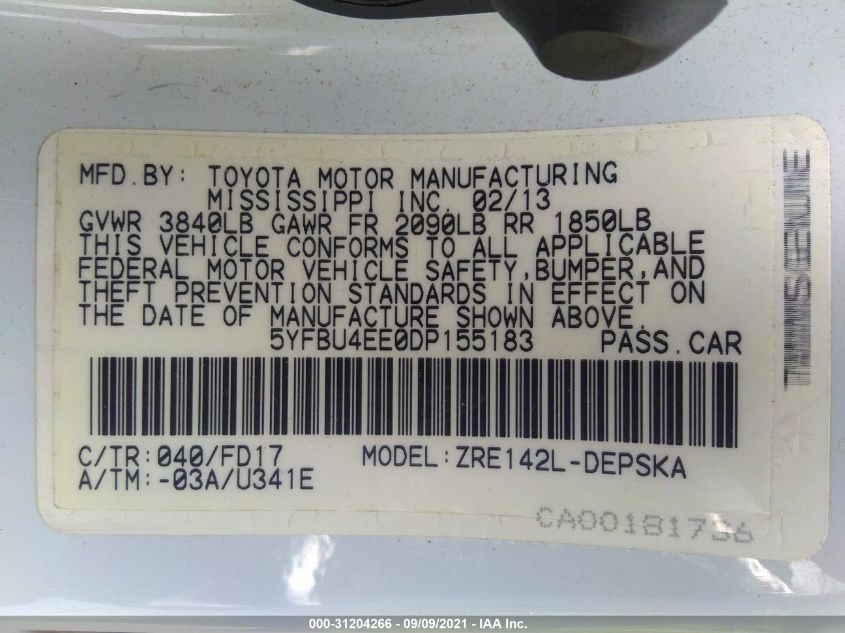 MFD.BY: TOYOTA MOTOR MANUFACTURING
MISSISSIPPI INC. 02/13
GVWR 3840LB GAWR FR 2090LB RR 1850LB
THIS VEHICLE CONFORMS TO ALL APPLICABLE
FEDERAL MOTOR VEHICLE SAFETY,BUMPER,AND
THEFT PREVENTION STANDARDS IN EFFECT ON
THE DATE OF MANUFACTURE SHOWN ABOVE.
5YFBU4EE0DP155183 PASS.CAR
C/TR:040/FD17 MODEL:ZRE142L-DEPSKA
A/TM:-03A/U341E
CA00181736
000-31204266 - 09/09/2021 - IAA Inc.